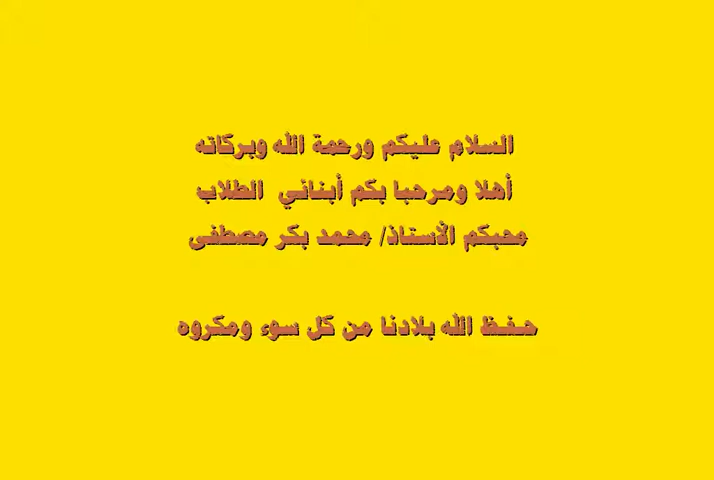 السلام عليكم ورحمة الله وبركاته
أهلا ومرحبا بكم أبنائي الطلاب
محبكم الأستاذ/ محمد بكر مصطفى
حفظ الله بلادنا من كل سوء ومكروه